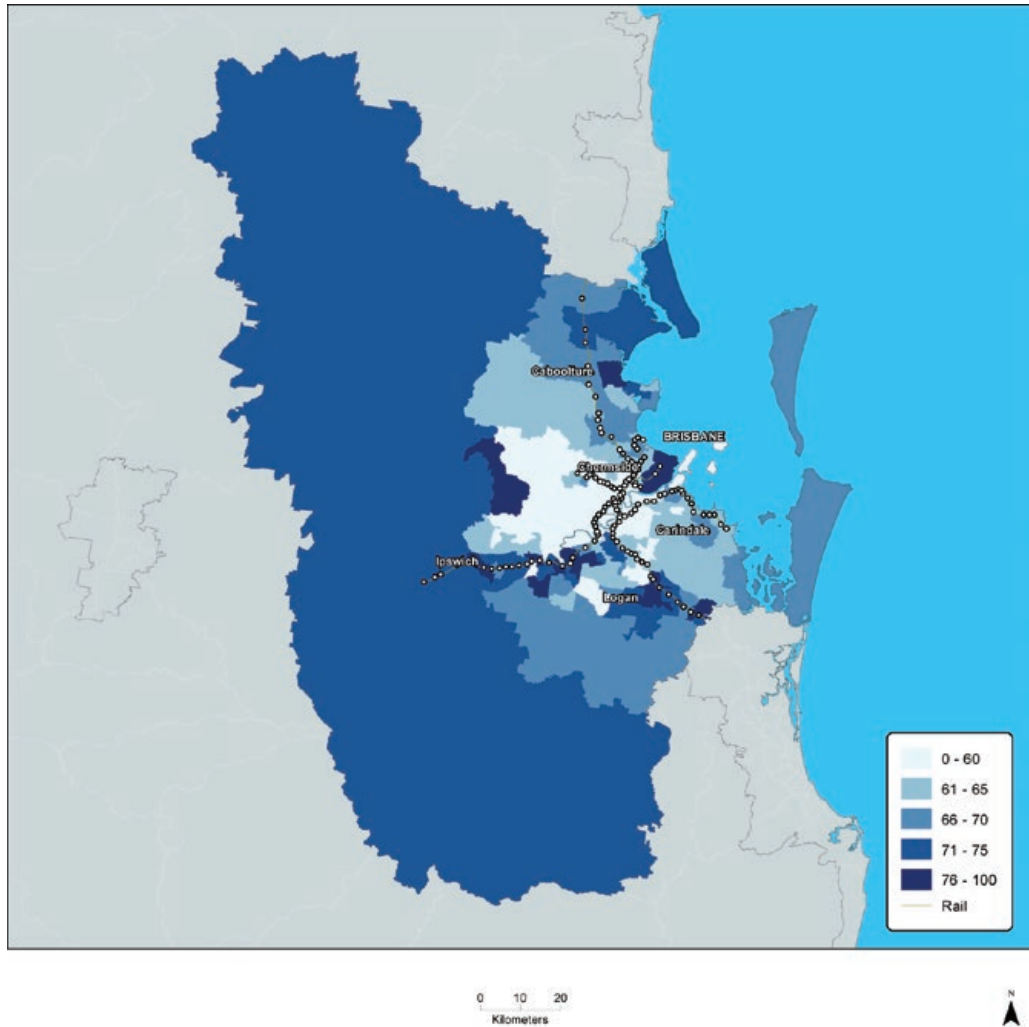 Caboolture
BRISBANE
Chermside
Carindale
Ipswich
Logan
0 - 60
61 - 65
66 - 70
71 - 75
76 - 100
Rail
0 10 20
Kilometers
N